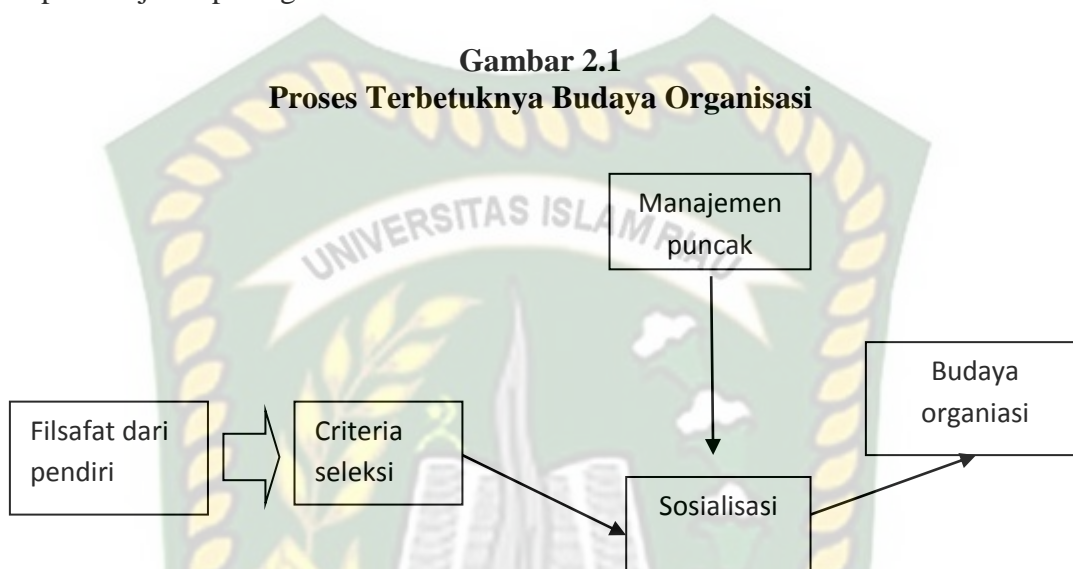 Gambar 2.1
Proses Terbetuknya Budaya Organisasi
UNIVERSITAS ISLAM RIAU
Manajemen
puncak
Budaya
organiasi
Filsafat dari
pendiri
Criteria
seleksi
Sosialisasi